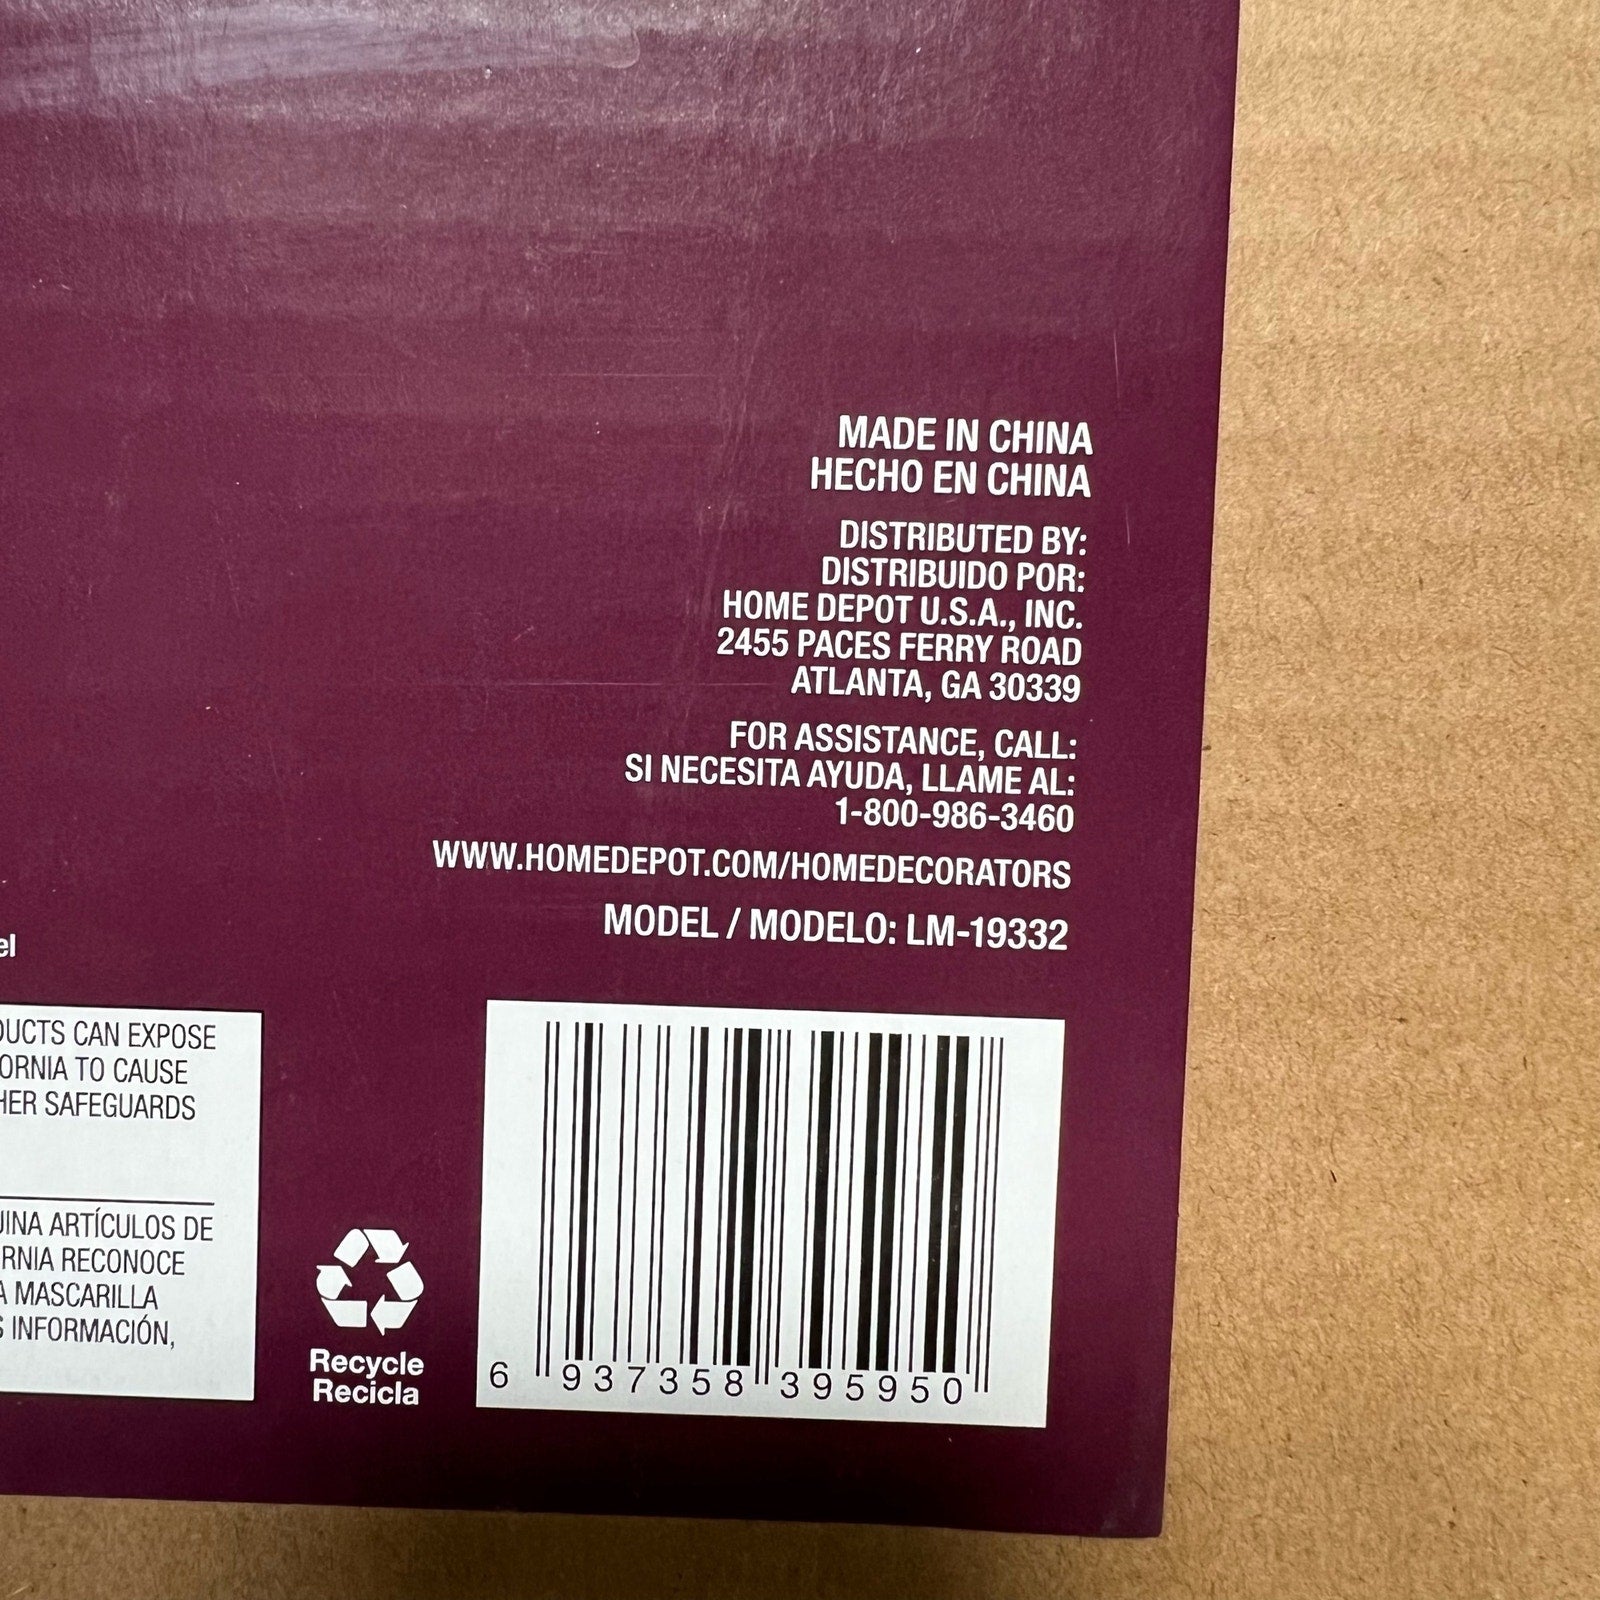 MADE IN CHINA
HECHO EN CHINA
DISTRIBUTED BY:
DISTRIBUIDO POR:
HOME DEPOT U.S.A., INC.
2455 PACES FERRY ROAD
ATLANTA, GA 30339
FOR ASSISTANCE, CALL:
SI NECESITA AYUDA, LLAME AL:
1-800-986-3460
WWW.HOMEDEPOT.COM/HOMEDECORATORS
MODEL / MODELO: LM-19332
el
DUCTS CAN EXPOSE
ORNIA TO CAUSE
HER SAFEGUARDS
UINA ARTÍCULOS DE
RNIA RECONOCE
A MASCARILLA
S INFORMACIÓN,
Recycle
Recicla
6 937358 395950